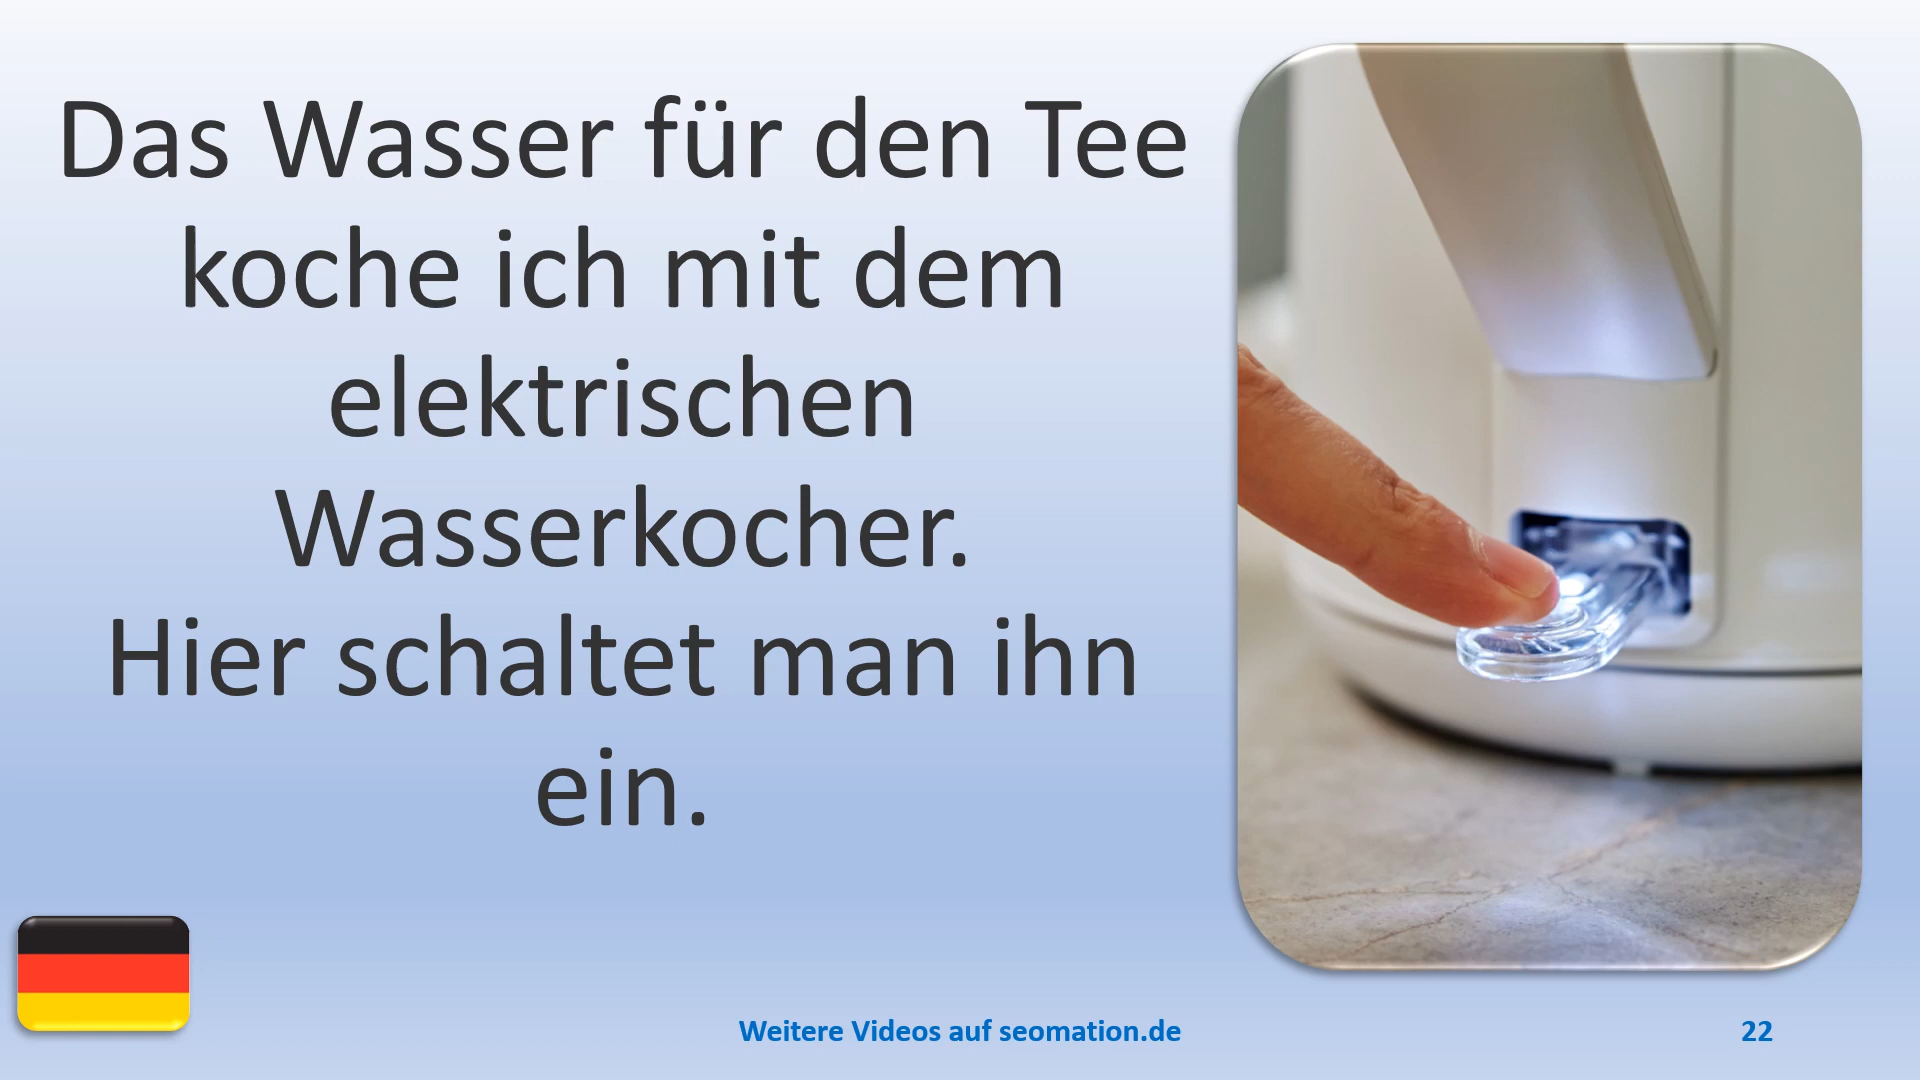 Das Wasser für den Tee
koche ich mit dem
elektrischen
Wasserkocher.
Hier schaltet man ihn
ein.
Weitere Videos auf seomation.de
22